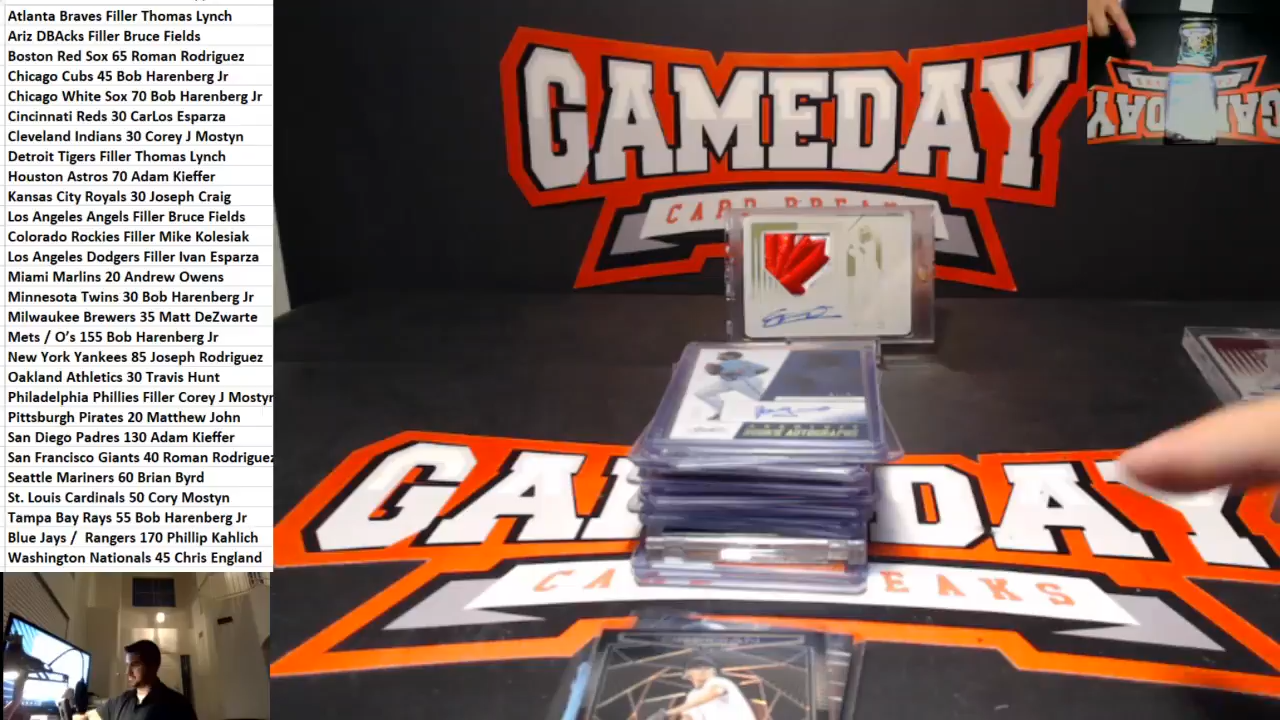 Atlanta Braves Filler Thomas Lynch
Ariz DBAcks Filler Bruce Fields
Boston Red Sox 65 Roman Rodriguez
Chicago Cubs 45 Bob Harenberg Jr
Chicago White Sox 70 Bob Harenberg Jr
Cincinnati Reds 30 CarLos Esparza
Cleveland Indians 30 Corey J Mostyn
Detroit Tigers Filler Thomas Lynch
Houston Astros 70 Adam Kieffer
Kansas City Royals 30 Joseph Craig
Los Angeles Angels Filler Bruce Fields
Colorado Rockies Filler Mike Kolesiak
Los Angeles Dodgers Filler Ivan Esparza
Miami Marlins 20 Andrew Owens
Minnesota Twins 30 Bob Harenberg Jr
Milwaukee Brewers 35 Matt DeZwarte
Mets / O’s 155 Bob Harenberg Jr
New York Yankees 85 Joseph Rodriguez
Oakland Athletics 30 Travis Hunt
Philadelphia Phillies Filler Corey J Mostyn
Pittsburgh Pirates 20 Matthew John
San Diego Padres 130 Adam Kieffer
San Francisco Giants 40 Roman Rodriguez
Seattle Mariners 60 Brian Byrd
St. Louis Cardinals 50 Cory Mostyn
Tampa Bay Rays 55 Bob Harenberg Jr
Blue Jays / Rangers 170 Phillip Kahlich
Washington Nationals 45 Chris England
GAMEDAY
CARD BREAKS
ROOKIE AUTOGRAPHS
GAMEDAY
CARD BREAKS
GAMEDAY